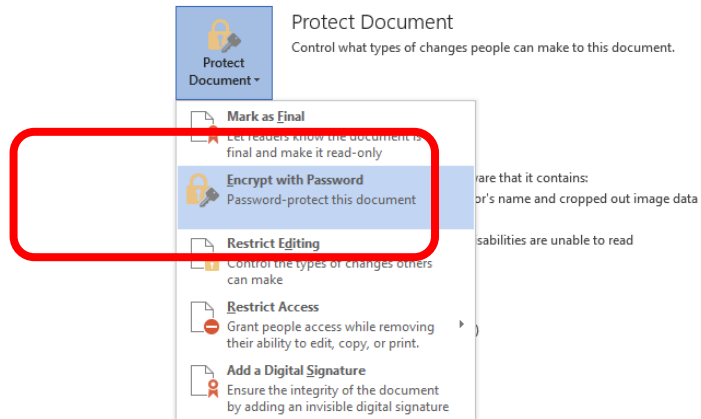 Protect Document
Control what types of changes people can make to this document.
Protect
Document
Mark as Final
Let readers know the document is
final and make it read-only
Encrypt with Password
Password-protect this document
Restrict Editing
Control the types of changes others
can make
Restrict Access
Grant people access while removing
their ability to edit, copy, or print.
Add a Digital Signature
Ensure the integrity of the document
by adding an invisible digital signature
are that it contains:
or's name and cropped out image data
sabilities are unable to read
)